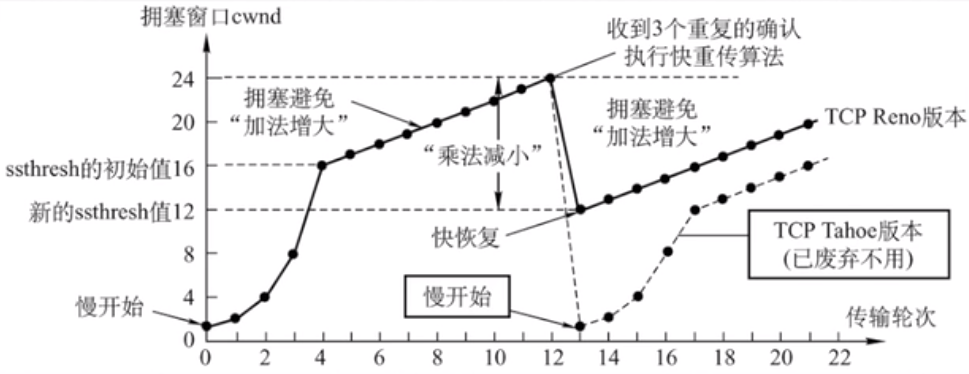 拥塞窗口cwnd
收到3个重复的确认
执行快重传算法
24
拥塞避免
“加法增大”
拥塞避免
“加法增大”
20
TCP Reno版本
ssthresh的初始值16
“乘法减小”
新的ssthresh值12
快恢复
TCP Tahoe版本
(已废弃不用)
8
慢开始
4
慢开始
传输轮次
0
0 2 4 6 8 10 12 14 16 18 20 22